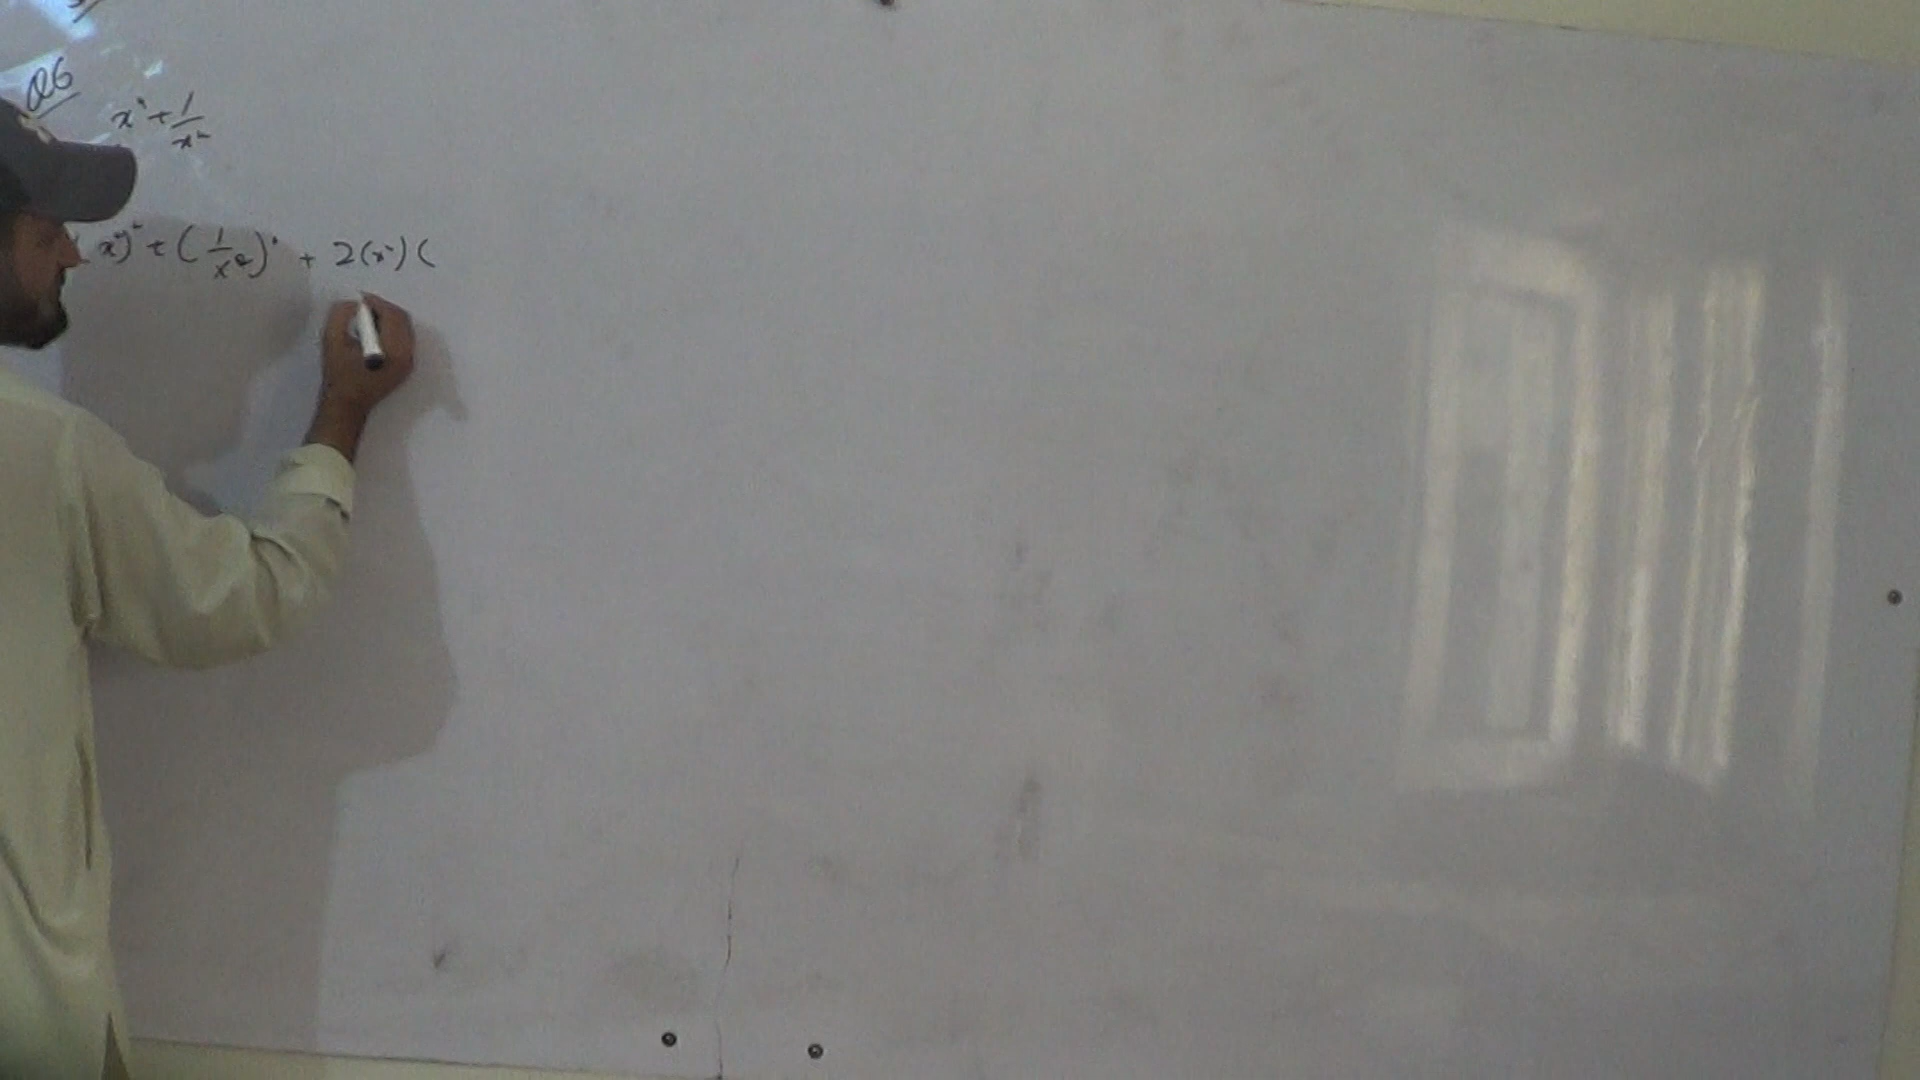 Q6
x² + 1/x²
(x²)² + (1/x²)² + 2(x²)(